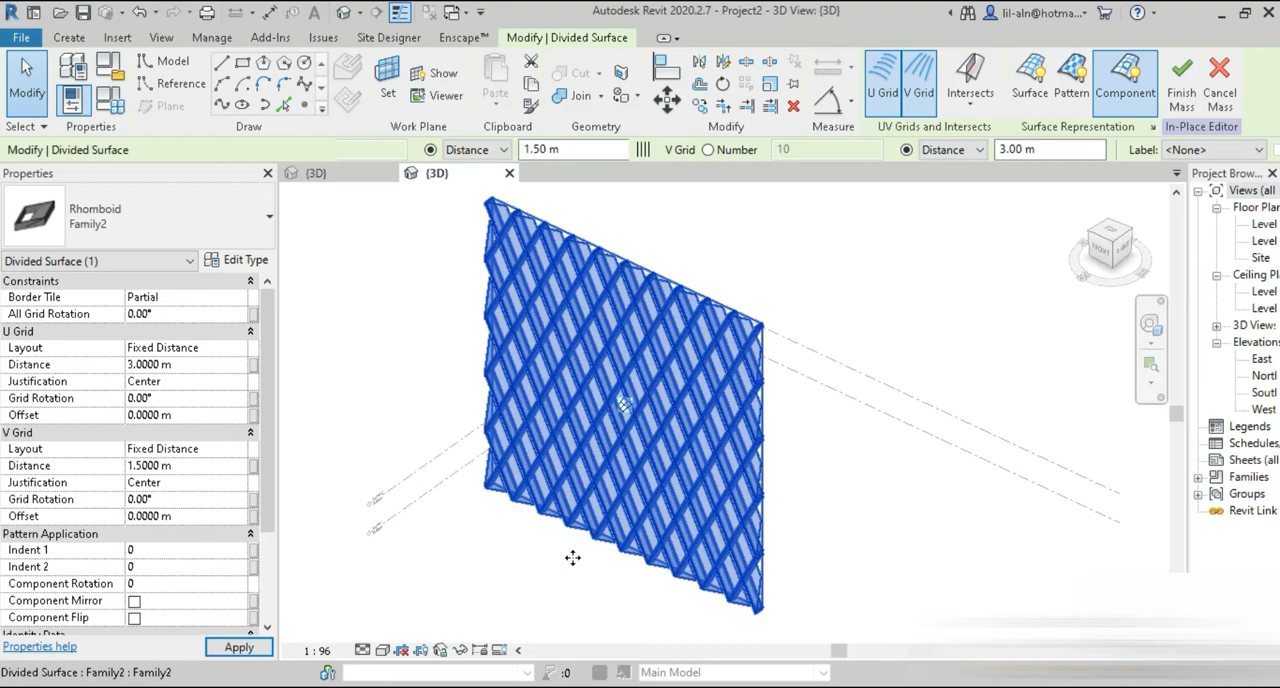 Autodesk Revit 2020.2.7 - Project2 - 3D View: {3D}
lil-aln@hotma...
File Create Insert View Manage Add-Ins Issues Site Designer Enscape™ Modify | Divided Surface
Modify
Model
Reference
Plane
Set
Show
Viewer
Paste
Cut
Join
U Grid
V Grid
Intersects
Surface
Pattern
Component
Finish Mass
Cancel Mass
Select Properties Draw Work Plane Clipboard Geometry Modify Measure UV Grids and Intersects Surface Representation In-Place Editor
Modify | Divided Surface Distance 1.50 m V Grid Number 10 Distance 3.00 m Label: <None>
Properties
{3D}
{3D}
Project Brow...
Rhomboid
Family2
Divided Surface (1) Edit Type
Constraints
Border Tile Partial
All Grid Rotation 0.00°
U Grid
Layout Fixed Distance
Distance 3.0000 m
Justification Center
Grid Rotation 0.00°
Offset 0.0000 m
V Grid
Layout Fixed Distance
Distance 1.5000 m
Justification Center
Grid Rotation 0.00°
Offset 0.0000 m
Pattern Application
Indent 1 0
Indent 2 0
Component Rotation 0
Component Mirror
Component Flip
Identity Data
Properties help Apply
TOP
FRONT
Views (all
Floor Plar
Level
Level
Site
Ceiling Pl
Level
Level
3D View:
Elevations
East
Nortl
Soutl
West
Legends
Schedules,
Sheets (all
Families
Groups
Revit Link
1 : 96
Divided Surface : Family2 : Family2 :0 Main Model